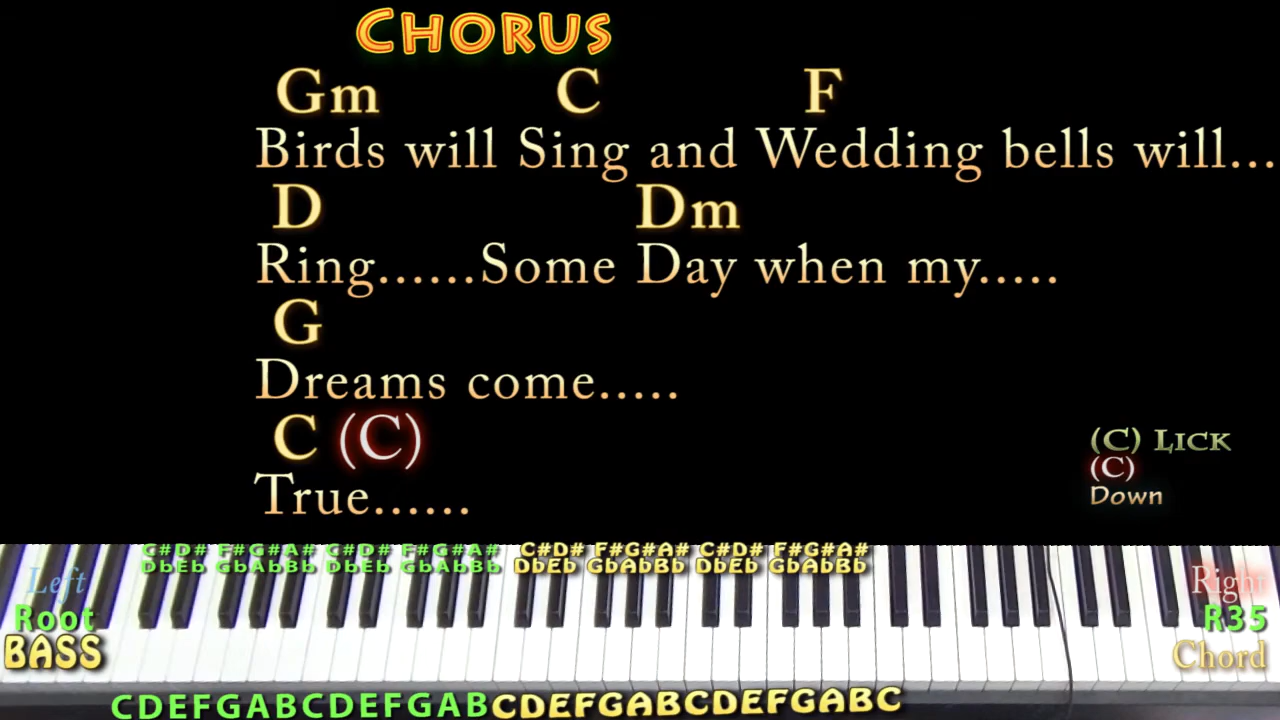 CHORUS
Gm C F
Birds will Sing and Wedding bells will...
D Dm
Ring......Some Day when my.....
G
Dreams come.....
C (C)
True......
(C) LICK
(C)
Down
C#D# F#G#A# C#D# F#G#A# C#D# F#G#A# C#D# F#G#A#
DbEb GbAbBb DbEb GbAbBb DbEb GbAbBb DbEb GbAbBb
Left
Root
BASS
Right
R35
Chord
CDEFGABCDEFGABCDEFGABCDEFGABC